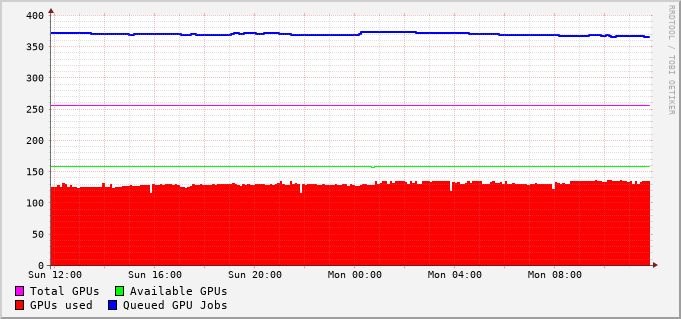 400
350
300
250
200
150
100
50
0
Sun 12:00 Sun 16:00 Sun 20:00 Mon 00:00 Mon 04:00 Mon 08:00
Total GPUs Available GPUs
GPUs used Queued GPU Jobs
RRDTOOL / TOBI OETIKER